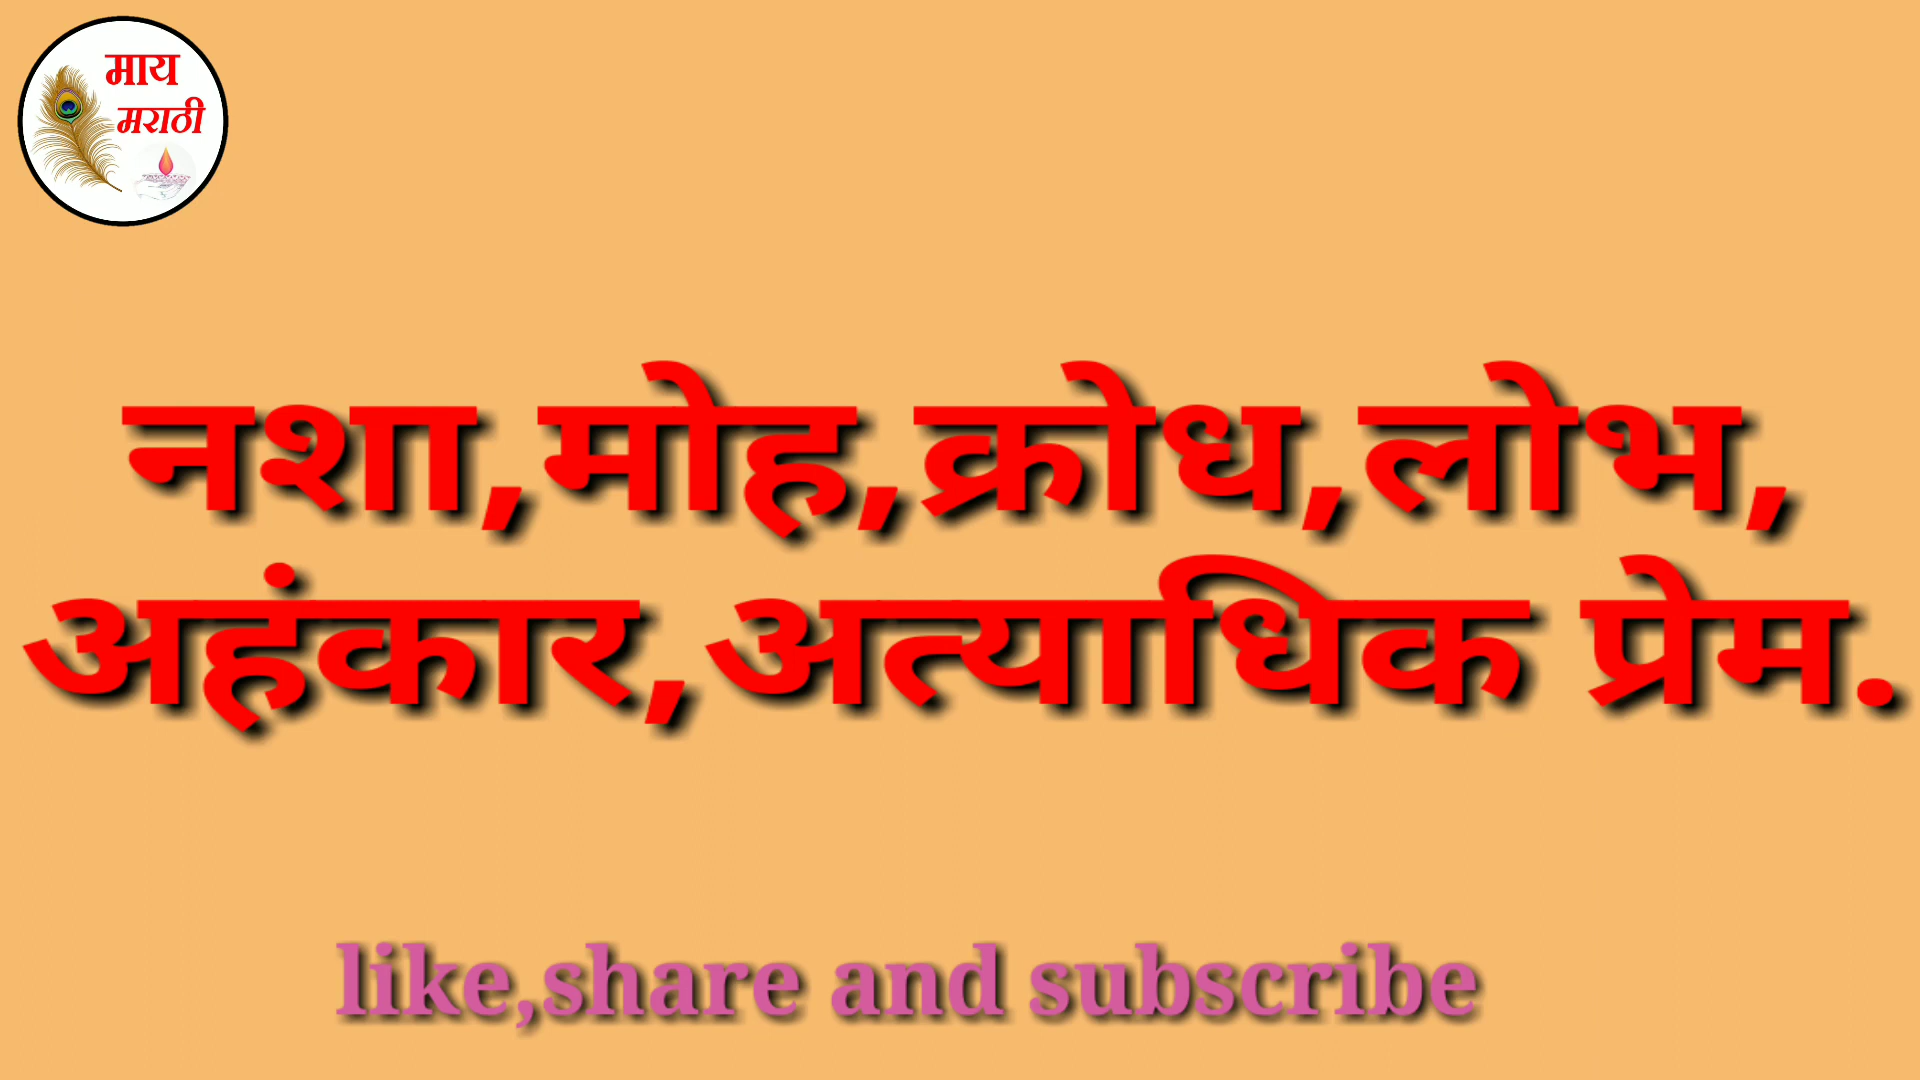 माय
मराठी
नशा,मोह,क्रोध,लोभ,
अहंकार,अत्याधिक प्रेम.
like,share and subscribe